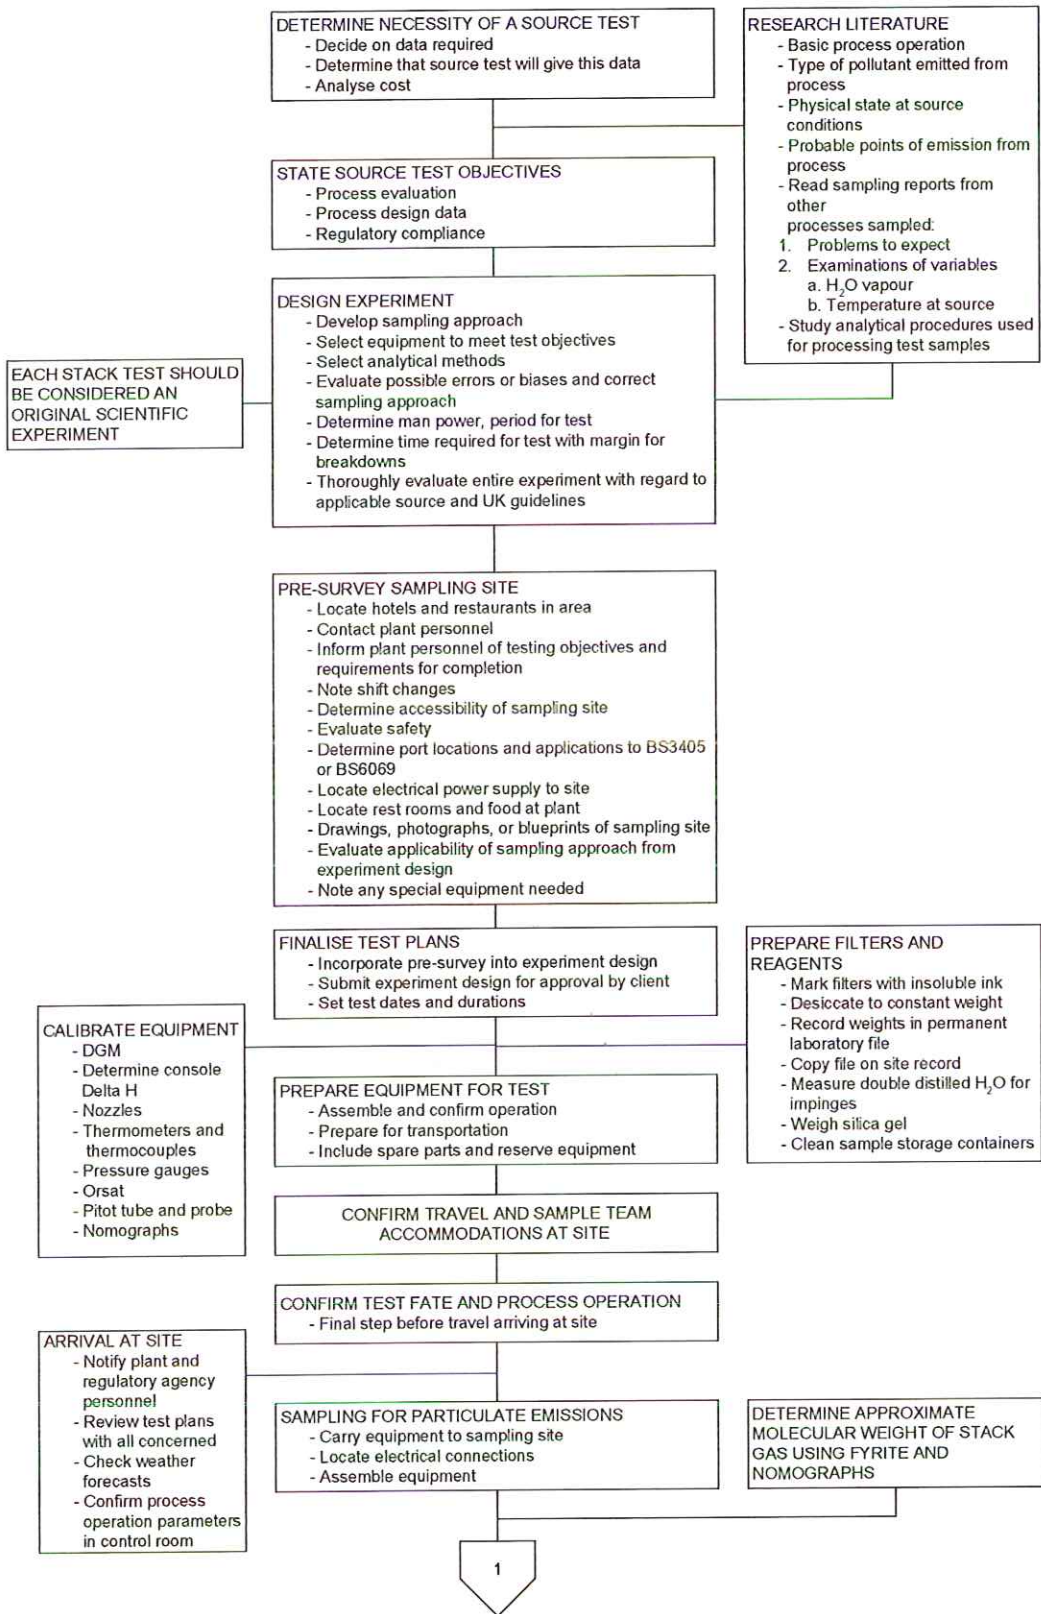 DETERMINE NECESSITY OF A SOURCE TEST
- Decide on data required
- Determine that source test will give this data
- Analyse cost
RESEARCH LITERATURE
- Basic process operation
- Type of pollutant emitted from
process
- Physical state at source
conditions
- Probable points of emission from
process
- Read sampling reports from
other
processes sampled:
1. Problems to expect
2. Examinations of variables
a. H₂O vapour
b. Temperature at source
- Study analytical procedures used
for processing test samples
STATE SOURCE TEST OBJECTIVES
- Process evaluation
- Process design data
- Regulatory compliance
DESIGN EXPERIMENT
- Develop sampling approach
- Select equipment to meet test objectives
- Select analytical methods
- Evaluate possible errors or biases and correct
sampling approach
- Determine man power, period for test
- Determine time required for test with margin for
breakdowns
- Thoroughly evaluate entire experiment with regard to
applicable source and UK guidelines
EACH STACK TEST SHOULD
BE CONSIDERED AN
ORIGINAL SCIENTIFIC
EXPERIMENT
PRE-SURVEY SAMPLING SITE
- Locate hotels and restaurants in area
- Contact plant personnel
- Inform plant personnel of testing objectives and
requirements for completion
- Note shift changes
- Determine accessibility of sampling site
- Evaluate safety
- Determine port locations and applications to BS3405
or BS6069
- Locate electrical power supply to site
- Locate rest rooms and food at plant
- Drawings, photographs, or blueprints of sampling site
- Evaluate applicability of sampling approach from
experiment design
- Note any special equipment needed
FINALISE TEST PLANS
- Incorporate pre-survey into experiment design
- Submit experiment design for approval by client
- Set test dates and durations
PREPARE FILTERS AND
REAGENTS
- Mark filters with insoluble ink
- Desiccate to constant weight
- Record weights in permanent
laboratory file
- Copy file on site record
- Measure double distilled H₂O for
impinges
- Weigh silica gel
- Clean sample storage containers
CALIBRATE EQUIPMENT
- DGM
- Determine console
Delta H
- Nozzles
- Thermometers and
thermocouples
- Pressure gauges
- Orsat
- Pitot tube and probe
- Nomographs
PREPARE EQUIPMENT FOR TEST
- Assemble and confirm operation
- Prepare for transportation
- Include spare parts and reserve equipment
CONFIRM TRAVEL AND SAMPLE TEAM
ACCOMMODATIONS AT SITE
CONFIRM TEST FATE AND PROCESS OPERATION
- Final step before travel arriving at site
ARRIVAL AT SITE
- Notify plant and
regulatory agency
personnel
- Review test plans
with all concerned
- Check weather
forecasts
- Confirm process
operation parameters
in control room
SAMPLING FOR PARTICULATE EMISSIONS
- Carry equipment to sampling site
- Locate electrical connections
- Assemble equipment
DETERMINE APPROXIMATE
MOLECULAR WEIGHT OF STACK
GAS USING FYRITE AND
NOMOGRAPHS
1